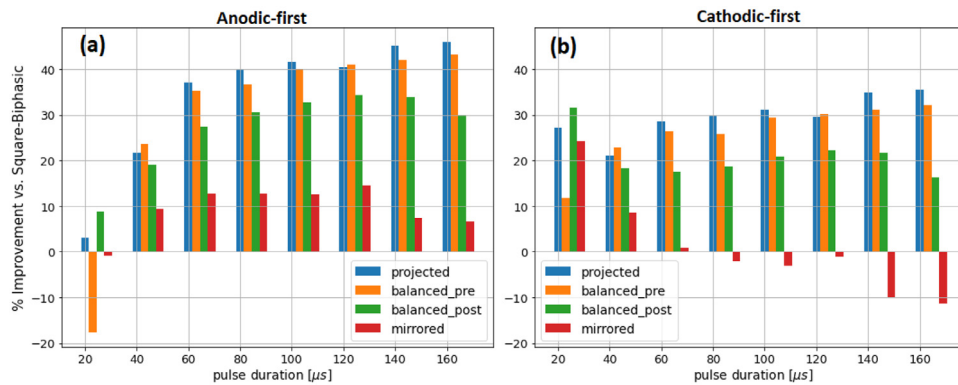 Anodic-first
Cathodic-first
(a)
(b)
% Improvement vs. Square-Biphasic
40
30
20
10
0
−10
−20
20 40 60 80 100 120 140 160
pulse duration [μs]
projected
balanced_pre
balanced_post
mirrored
40
30
20
10
0
−10
−20
20 40 60 80 100 120 140 160
pulse duration [μs]
projected
balanced_pre
balanced_post
mirrored